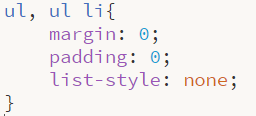 ul, ul li{
    margin: 0;
    padding: 0;
    list-style: none;
}